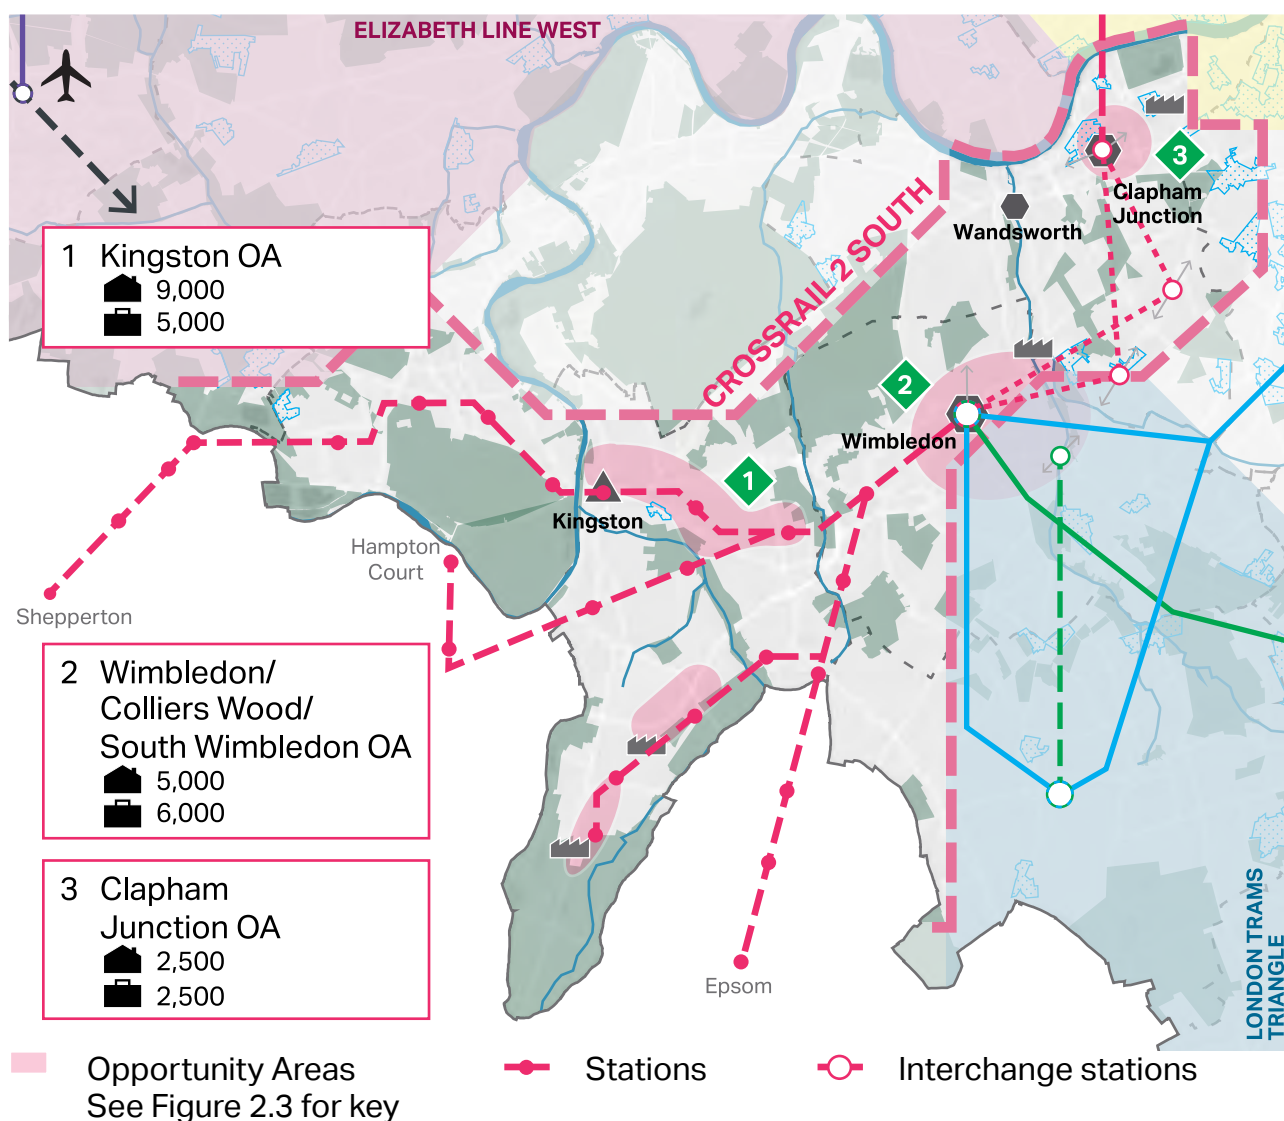 ELIZABETH LINE WEST
3
Clapham
Junction
Wandsworth
CROSSRAIL 2 SOUTH
1 Kingston OA
9,000
5,000
2
Wimbledon
1
Kingston
Hampton
Court
Shepperton
2 Wimbledon/
Colliers Wood/
South Wimbledon OA
5,000
6,000
3 Clapham
Junction OA
2,500
2,500
Epsom
LONDON TRAMS
TRIANGLE
Opportunity Areas
See Figure 2.3 for key
Stations
Interchange stations